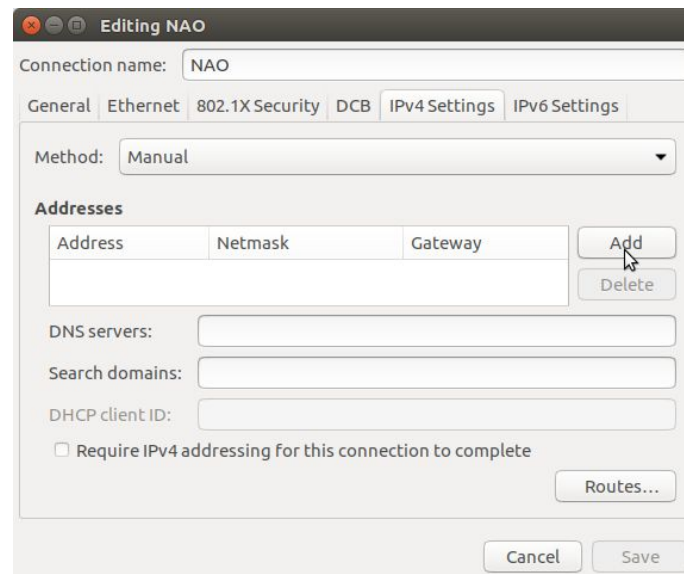 Editing NAO
Connection name: NAO
General Ethernet 802.1X Security DCB IPv4 Settings IPv6 Settings
Method: Manual
Addresses
Address Netmask Gateway Add
Delete
DNS servers:
Search domains:
DHCP client ID:
Require IPv4 addressing for this connection to complete
Routes...
Cancel Save